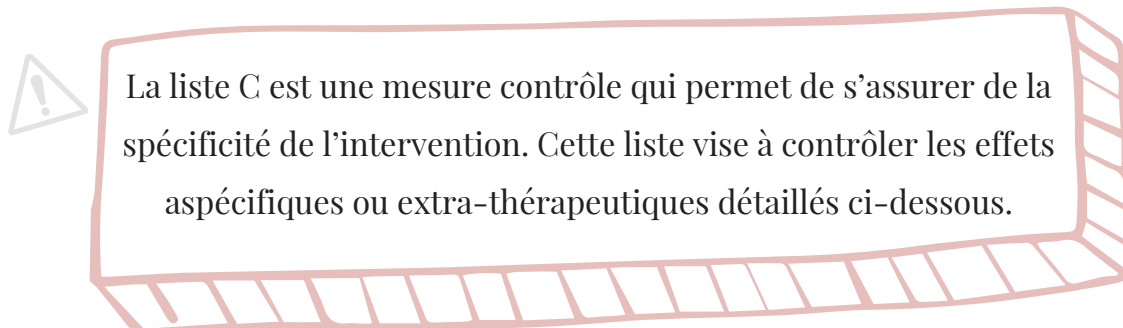 La liste C est une mesure contrôle qui permet de s’assurer de la
spécificité de l’intervention. Cette liste vise à contrôler les effets
aspécifiques ou extra-thérapeutiques détaillés ci-dessous.